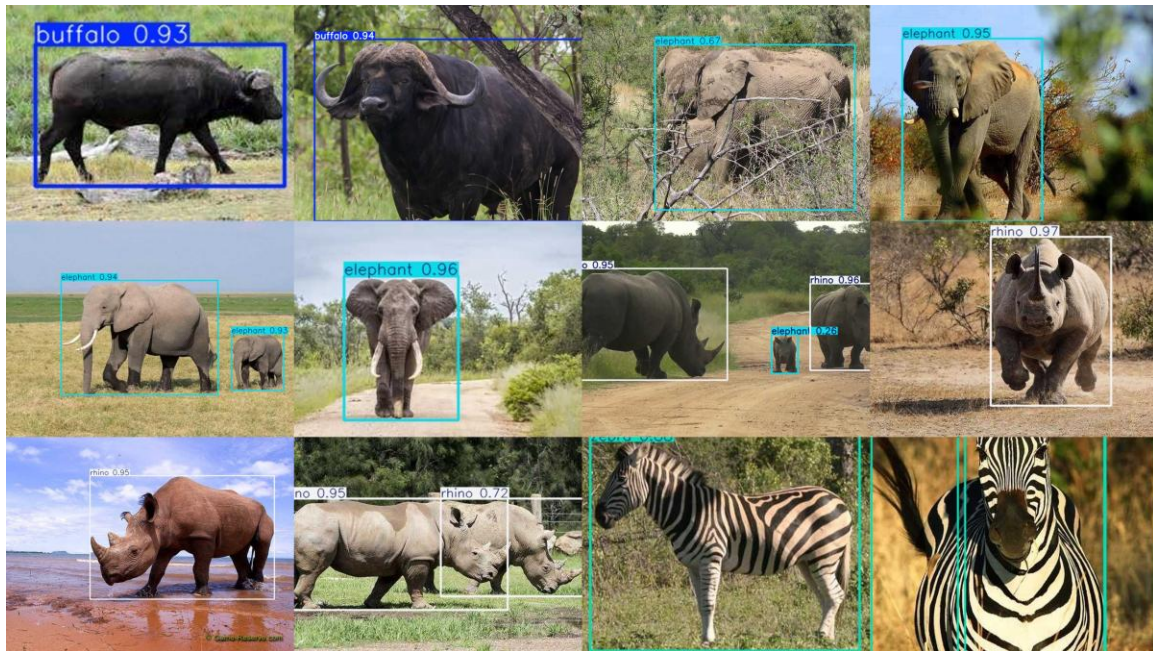 buffalo 0.93
buffalo 0.94
elephant 0.67
elephant 0.95
elephant 0.94
elephant 0.93
elephant 0.96
no 0.95
rhino 0.96
elephant 0.26
rhino 0.97
rhino 0.95
no 0.95
rhino 0.72